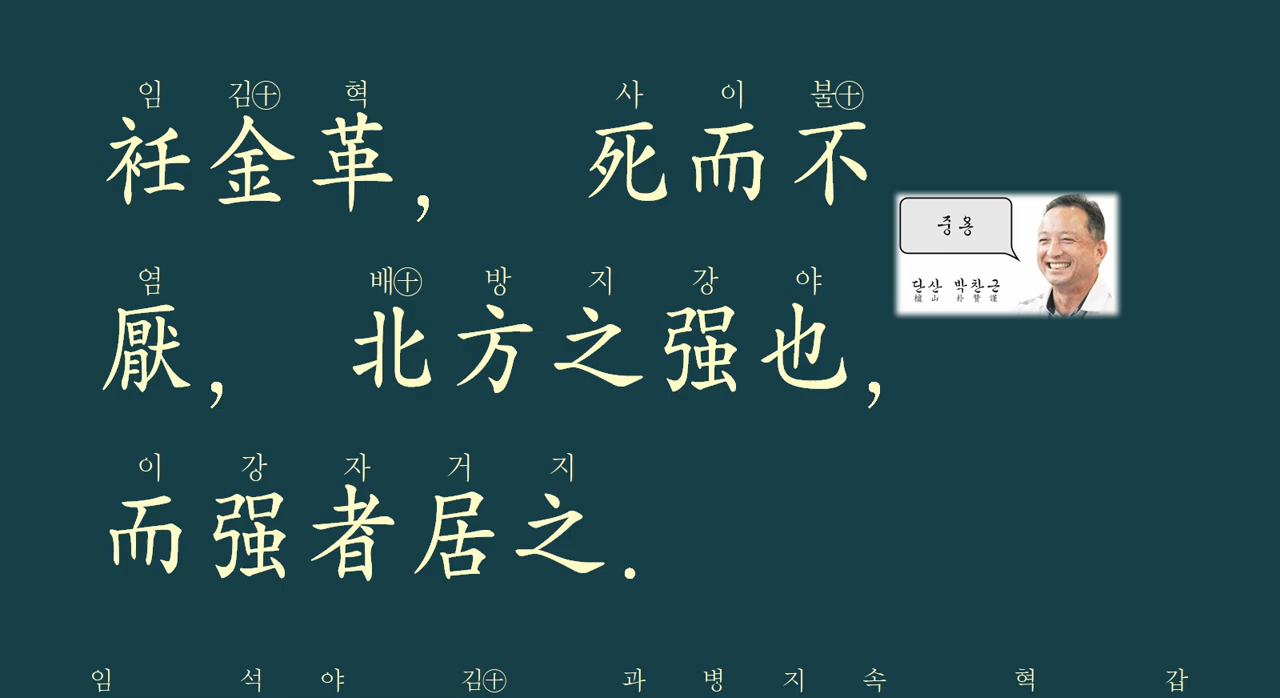 임 김㊉ 혁 사 이 불㊉
衽金革, 死而不
중용
단산 박찬근
檀山 朴贊謹
염 배㊉ 방 지 강 야
厭, 北方之强也,
이 강 자 거 지
而强者居之.
임 석 야 김㊉ 과 병 지 속 혁 갑